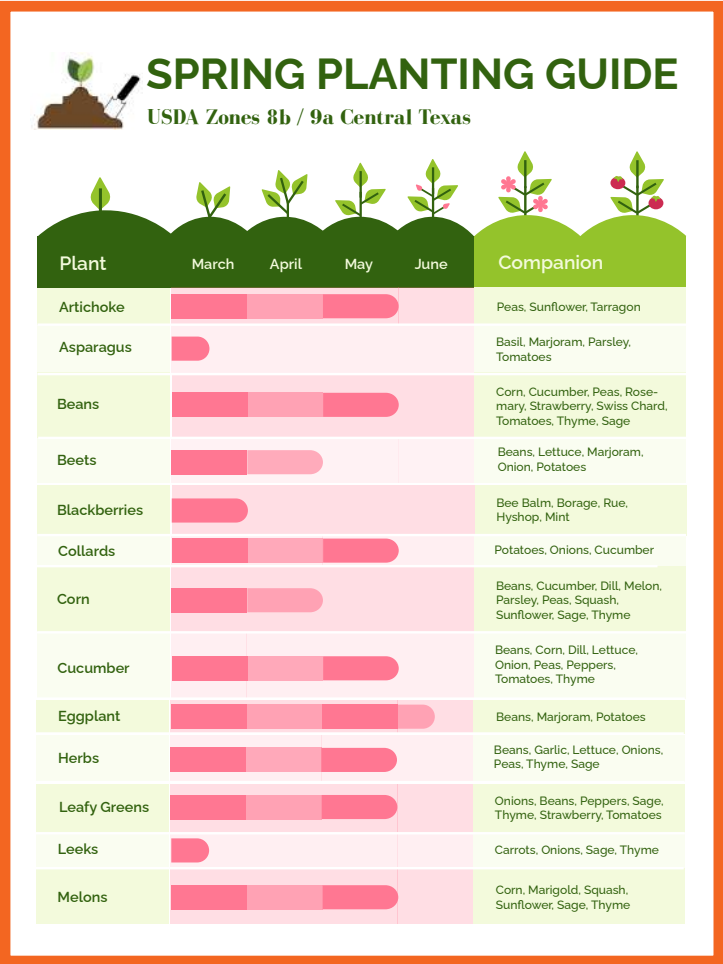 SPRING PLANTING GUIDE
USDA Zones 8b / 9a Central Texas
Plant March April May June Companion
Artichoke Peas, Sunflower, Tarragon
Asparagus Basil, Marjoram, Parsley,
Tomatoes
Beans Corn, Cucumber, Peas, Rose-
mary, Strawberry, Swiss Chard,
Tomatoes, Thyme, Sage
Beets Beans, Lettuce, Marjoram,
Onion, Potatoes
Blackberries Bee Balm, Borage, Rue,
Hyshop, Mint
Collards Potatoes, Onions, Cucumber
Corn Beans, Cucumber, Dill, Melon,
Parsley, Peas, Squash,
Sunflower, Sage, Thyme
Cucumber Beans, Corn, Dill, Lettuce,
Onion, Peas, Peppers,
Tomatoes, Thyme
Eggplant Beans, Marjoram, Potatoes
Herbs Beans, Garlic, Lettuce, Onions,
Peas, Thyme, Sage
Leafy Greens Onions, Beans, Peppers, Sage,
Thyme, Strawberry, Tomatoes
Leeks Carrots, Onions, Sage, Thyme
Melons Corn, Marigold, Squash,
Sunflower, Sage, Thyme